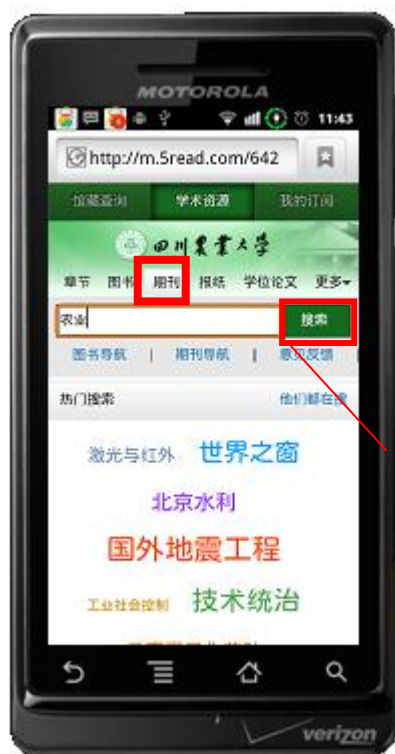 MOTOROLA
11:43
http://m.5read.com/642
馆藏查询 学术资源 我的订阅
四川农业大学
章节 图书 期刊 报纸 学位论文 更多
农业 搜索
图书导航 | 期刊导航 | 意见反馈 |
热门搜索 他们都在搜
激光与红外 世界之窗
北京水利
国外地震工程
工业社会控制 技术统治
verizon